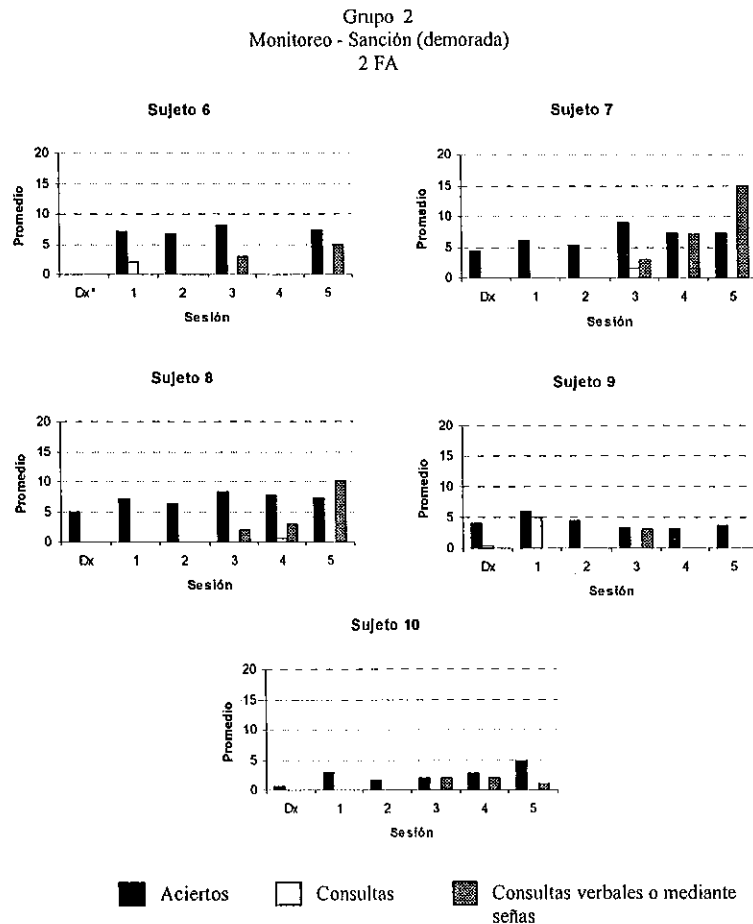 Grupo 2
Monitoreo - Sanción (demorada)
2 FA
Sujeto 6
Promedio
20
15
10
5
0
Dx* 1 2 3 4 5
Sesión
Sujeto 7
Promedio
20
15
10
5
0
Dx 1 2 3 4 5
Sesión
Sujeto 8
Promedio
20
15
10
5
0
Dx 1 2 3 4 5
Sesión
Sujeto 9
Promedio
20
15
10
5
0
Dx 1 2 3 4 5
Sesión
Sujeto 10
Promedio
20
15
10
5
0
Dx 1 2 3 4 5
Sesión
Aciertos Consultas Consultas verbales o mediante
señas